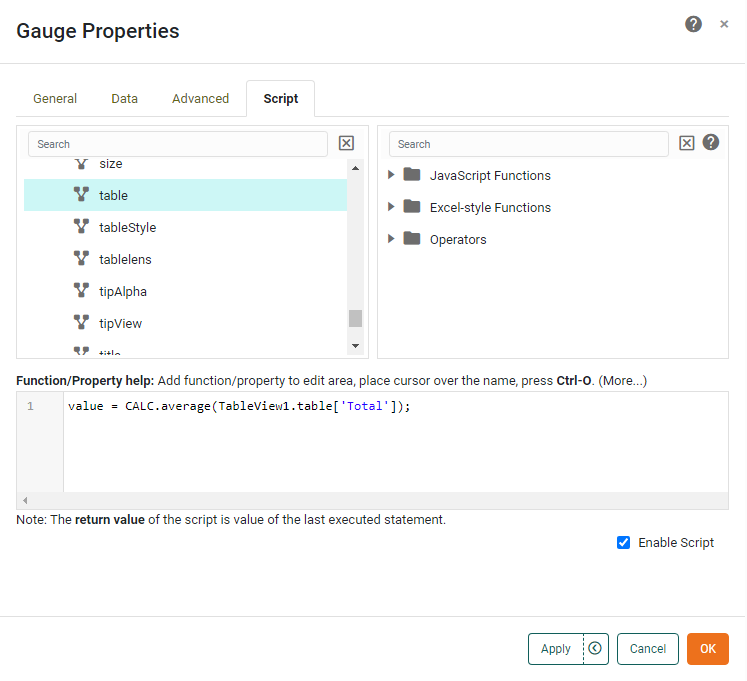 Gauge Properties
General Data Advanced Script
Search
size
table
tableStyle
tablelens
tipAlpha
tipView
title
Search
JavaScript Functions
Excel-style Functions
Operators
Function/Property help: Add function/property to edit area, place cursor over the name, press Ctrl-O. (More...)
1 value = CALC.average(TableView1.table['Total']);
Note: The return value of the script is value of the last executed statement.
Enable Script
Apply Cancel OK